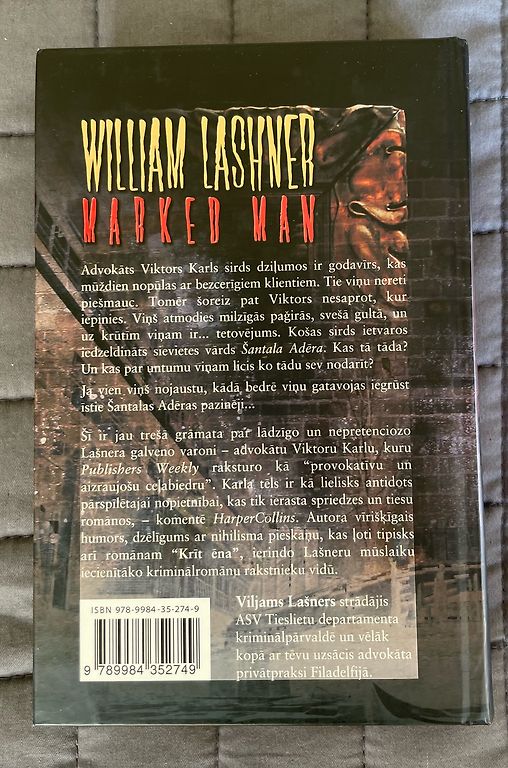 WILLIAM LASHNER
MARKED MAN
Advokāts Viktors Karls sirds dziļumos ir godavīrs, kas
mūždien nopūlas ar bezcerīgiem klientiem. Tie viņu nereti
piešmauc. Tomēr šoreiz pat Viktors nesaprot, kur
iepinies. Viņš atmodies milzīgās paģirās, svešā gultā, un
uz krūtīm viņam ir... tetovējums. Košas sirds ietvaros
iedzeldināts sievietes vārds Šantala Adēra. Kas tā tāda?
Un kas par untumu viņam licis ko tādu sev nodarīt?
Ja vien viņš nojaustu, kādā bedrē viņu gatavojas iegrūst
īstie Šantalas Adēras pazinēji...
Šī ir jau trešā grāmata par lādzīgo un nepretenciozo
Lašnera galveno varoni – advokātu Viktoru Karlu, kuru
Publishers Weekly raksturo kā “provokatīvu un
aizraujošu ceļabiedru”. Karla tēls ir kā lielisks antidots
pārspīlētajai nopietnībai, kas tik ierasta spriedzes un tiesu
romānos, – komentē HarperCollins. Autora vīrišķīgais
humors, dzēlīgums ar nihilisma pieskaņu, kas ļoti tipisks
arī romānam “Krīt ēna”, ierindo Lašneru mūslaiku
iecienītāko kriminālromānu rakstnieku vidū.
ISBN 978-9984-35-274-9
9 789984 352749
Viljams Lašners strādājis
ASV Tieslietu departamenta
kriminālpārvaldē un vēlāk
kopā ar tēvu uzsācis advokāta
privātpraksi Filadelfijā.